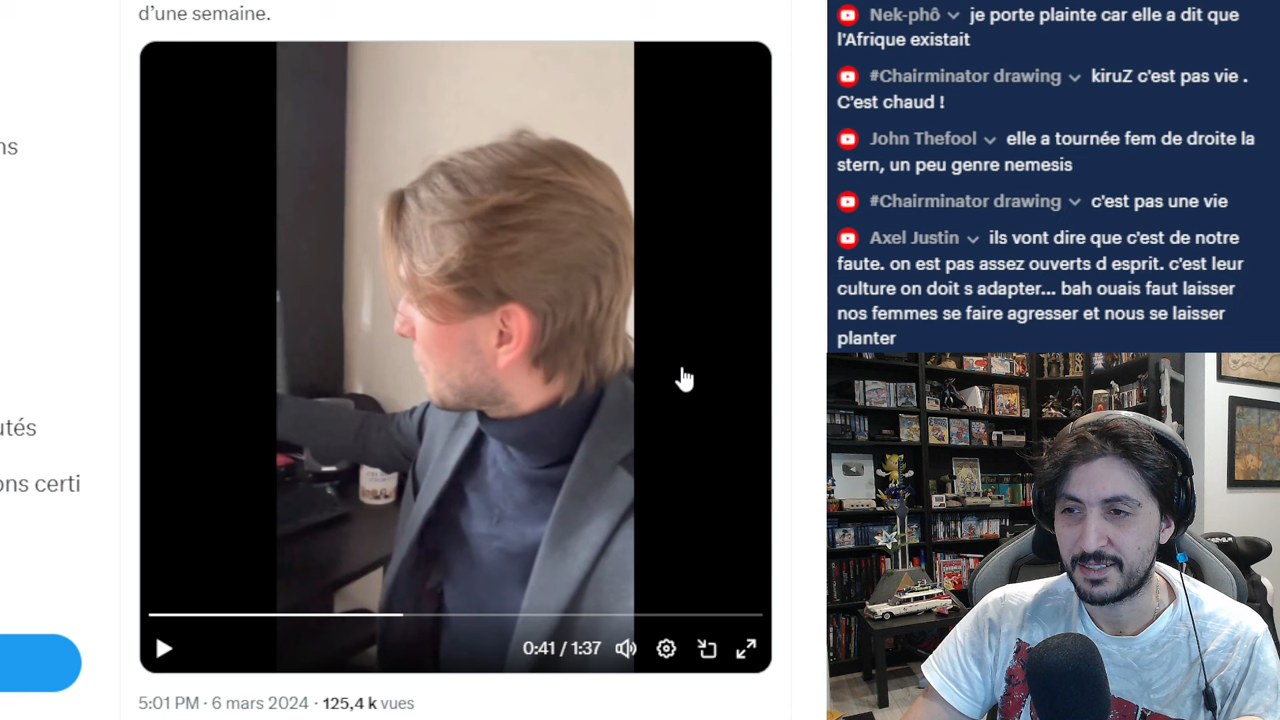 d'une semaine.
ns
utés
ons certi
0:41 / 1:37
5:01 PM · 6 mars 2024 · 125,4 k vues
Nek-phô je porte plainte car elle a dit que
l'Afrique existait
#Chairminator drawing kiruZ c'est pas vie .
C'est chaud !
John Thefool elle a tournée fem de droite la
stern, un peu genre nemesis
#Chairminator drawing c'est pas une vie
Axel Justin ils vont dire que c'est de notre
faute. on est pas assez ouverts d esprit. c'est leur
culture on doit s adapter... bah ouais faut laisser
nos femmes se faire agresser et nous se laisser
planter